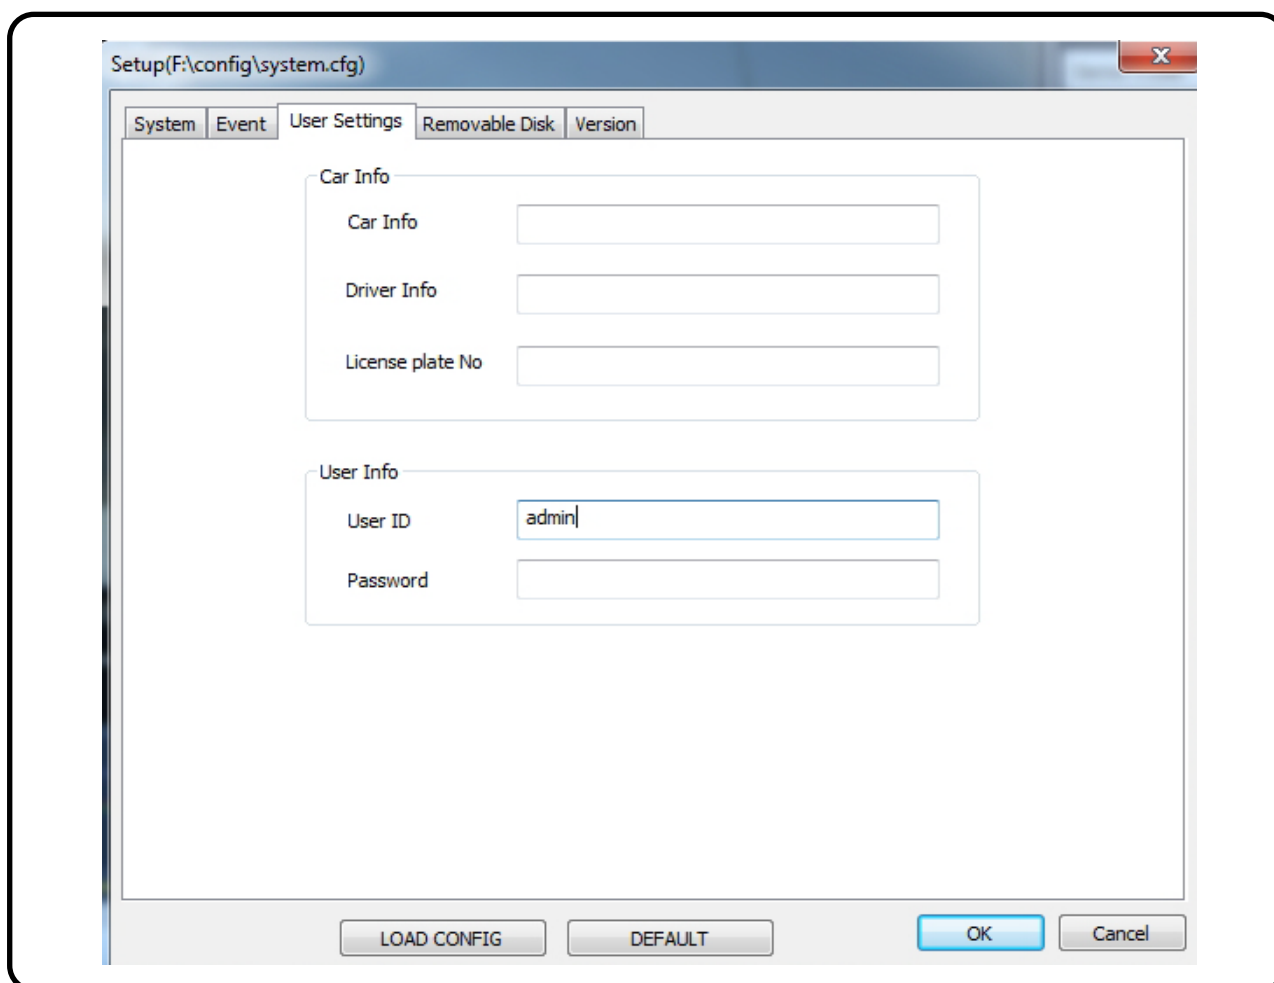 Setup(F:\config\system.cfg)
System Event User Settings Removable Disk Version
Car Info
Car Info
Driver Info
License plate No
User Info
User ID admin
Password
LOAD CONFIG DEFAULT OK Cancel